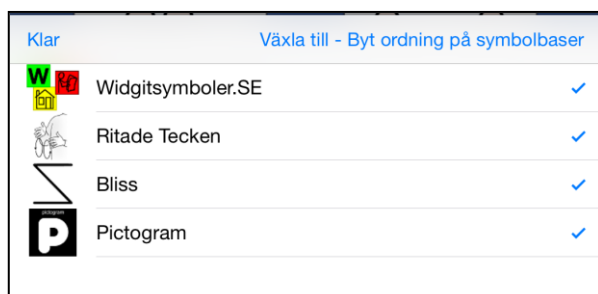 Klar Växla till - Byt ordning på symbolbaser
W Widgitsymboler.SE
Ritade Tecken
Bliss
pictogram
P Pictogram